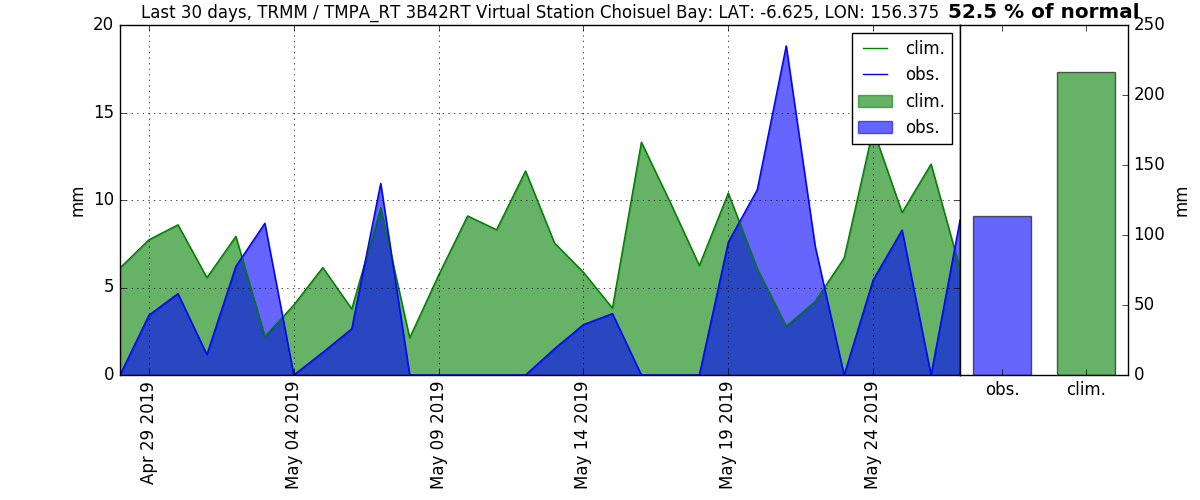 Last 30 days, TRMM / TMPA_RT 3B42RT Virtual Station Choisuel Bay: LAT: -6.625, LON: 156.375 52.5 % of normal
20
15
10
5
0
mm
clim.
obs.
clim.
obs.
250
200
150
100
50
0
mm
Apr 29 2019
May 04 2019
May 09 2019
May 14 2019
May 19 2019
May 24 2019
obs.
clim.